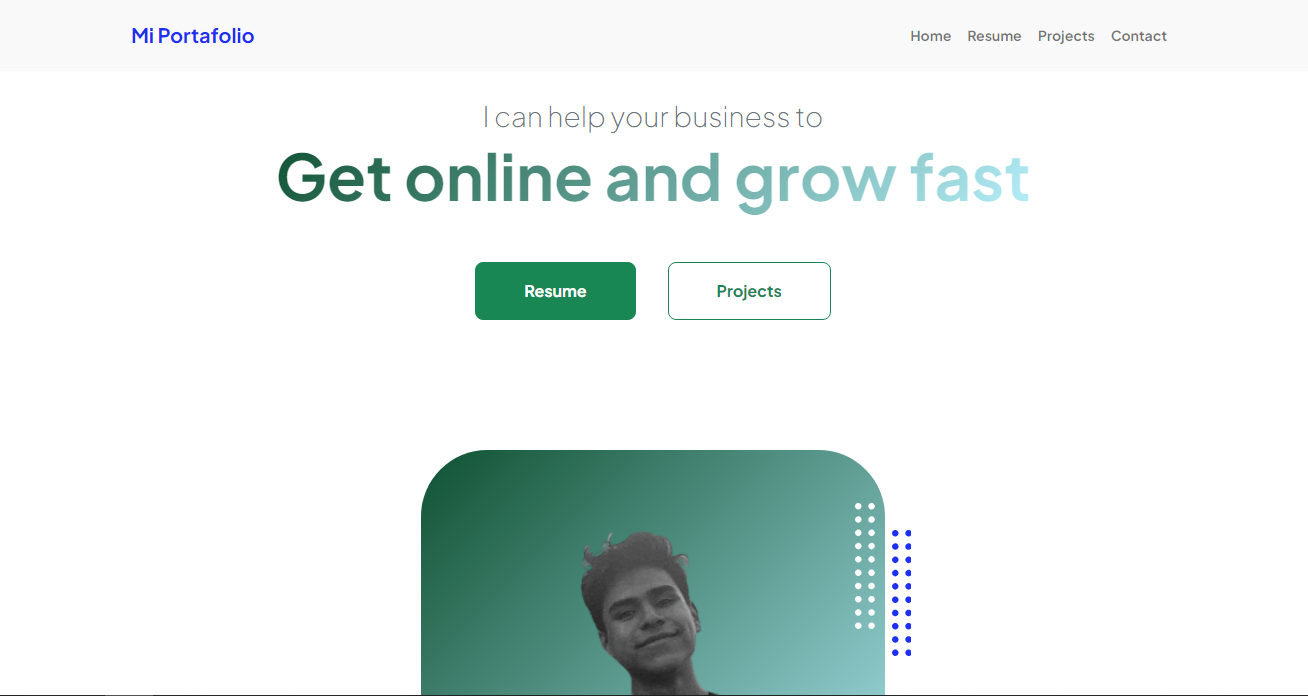 Mi Portafolio
Home Resume Projects Contact
I can help your business to
Get online and grow fast
Resume
Projects